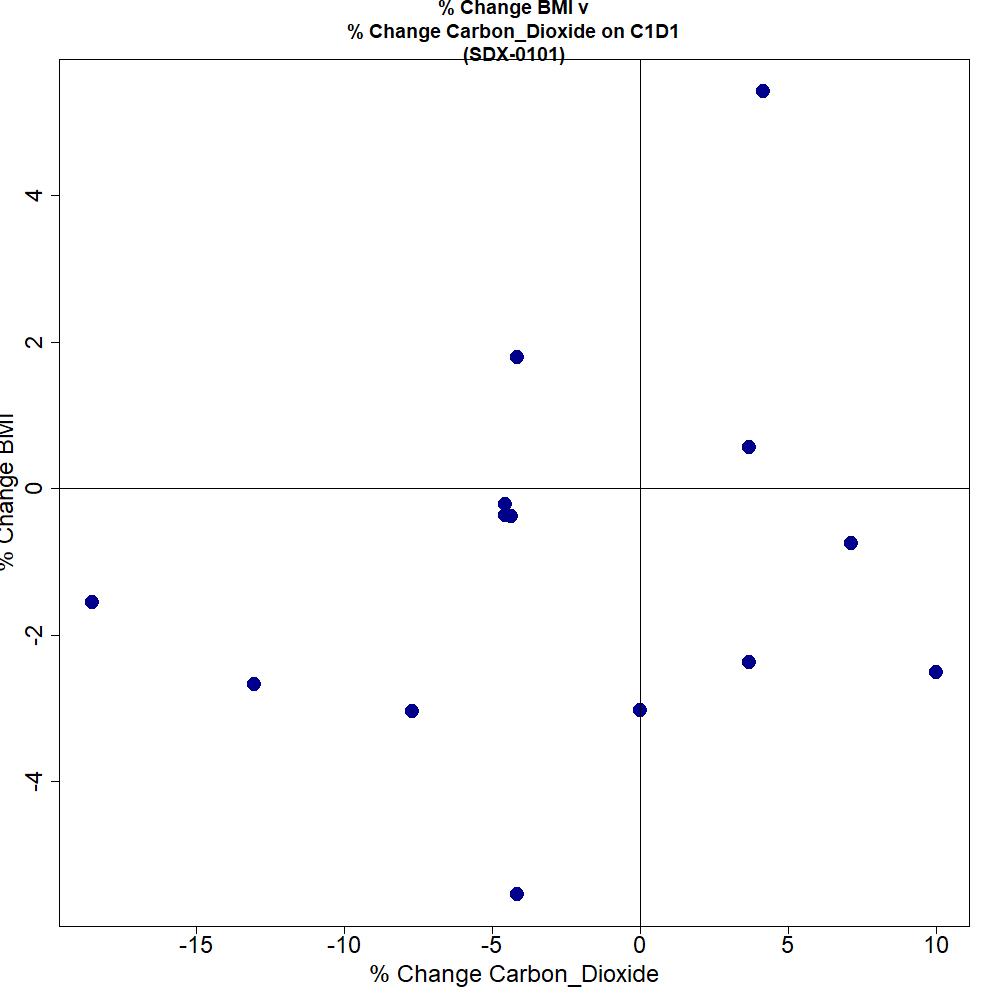 % Change BMI v
% Change Carbon_Dioxide on C1D1
(SDX-0101)
% Change BMI
4
2
0
-2
-4
-15
-10
-5
0
5
10
% Change Carbon_Dioxide